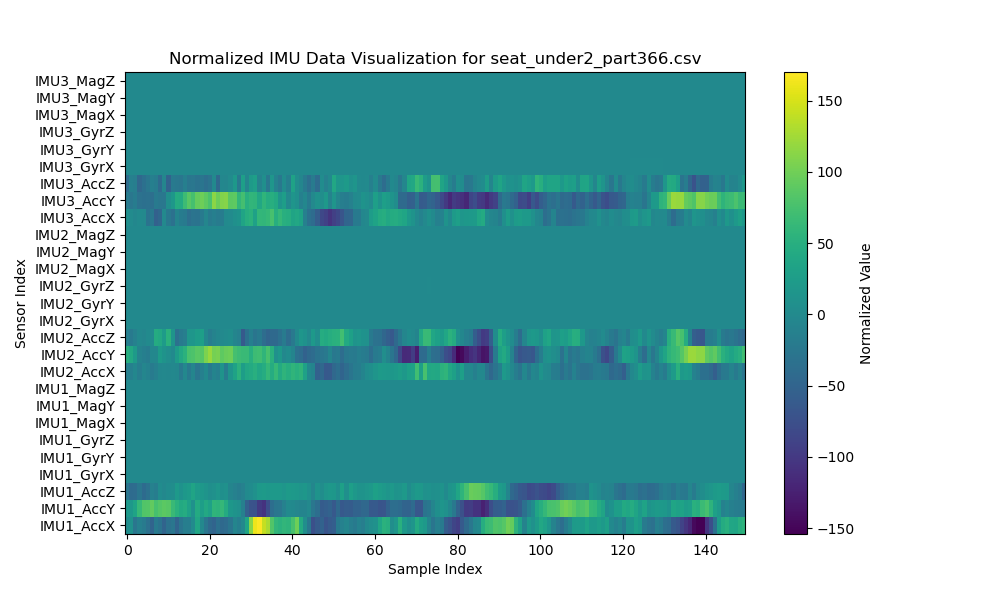 Normalized IMU Data Visualization for seat_under2_part366.csv
IMU3_MagZ
IMU3_MagY
IMU3_MagX
IMU3_GyrZ
IMU3_GyrY
IMU3_GyrX
IMU3_AccZ
IMU3_AccY
IMU3_AccX
IMU2_MagZ
IMU2_MagY
IMU2_MagX
IMU2_GyrZ
IMU2_GyrY
IMU2_GyrX
IMU2_AccZ
IMU2_AccY
IMU2_AccX
IMU1_MagZ
IMU1_MagY
IMU1_MagX
IMU1_GyrZ
IMU1_GyrY
IMU1_GyrX
IMU1_AccZ
IMU1_AccY
IMU1_AccX
Sensor Index
0 20 40 60 80 100 120 140
Sample Index
150
100
50
0
−50
−100
−150
Normalized Value